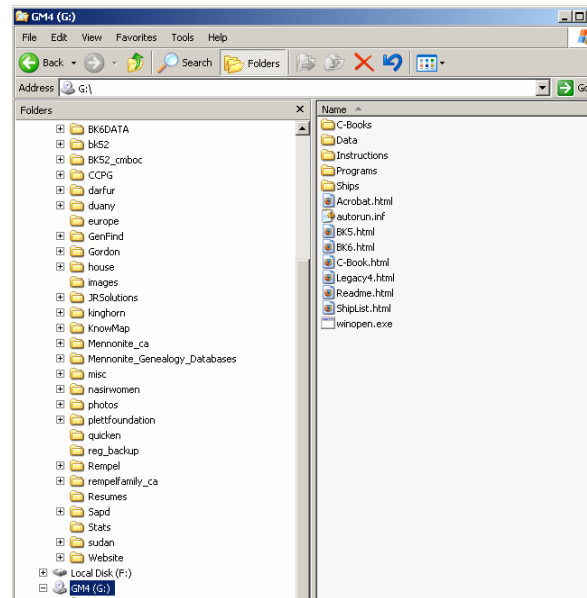 GM4 (G:)
File Edit View Favorites Tools Help
Back Search Folders
Address G:\ Go
Folders
BK6DATA
bk52
BK52_cmboc
CCPG
darfur
duany
europe
GenFind
Gordon
house
images
JRSolutions
kinghorn
KnowMap
Mennonite_ca
Mennonite_Genealogy_Databases
misc
nasirwomen
photos
plettfoundation
quicken
reg_backup
Rempel
rempelfamily_ca
Resumes
Sapd
Stats
sudan
Website
Local Disk (F:)
GM4 (G:)
Name
C-Books
Data
Instructions
Programs
Ships
Acrobat.html
autorun.inf
BK5.html
BK6.html
C-Book.html
Legacy4.html
Readme.html
ShipList.html
winopen.exe